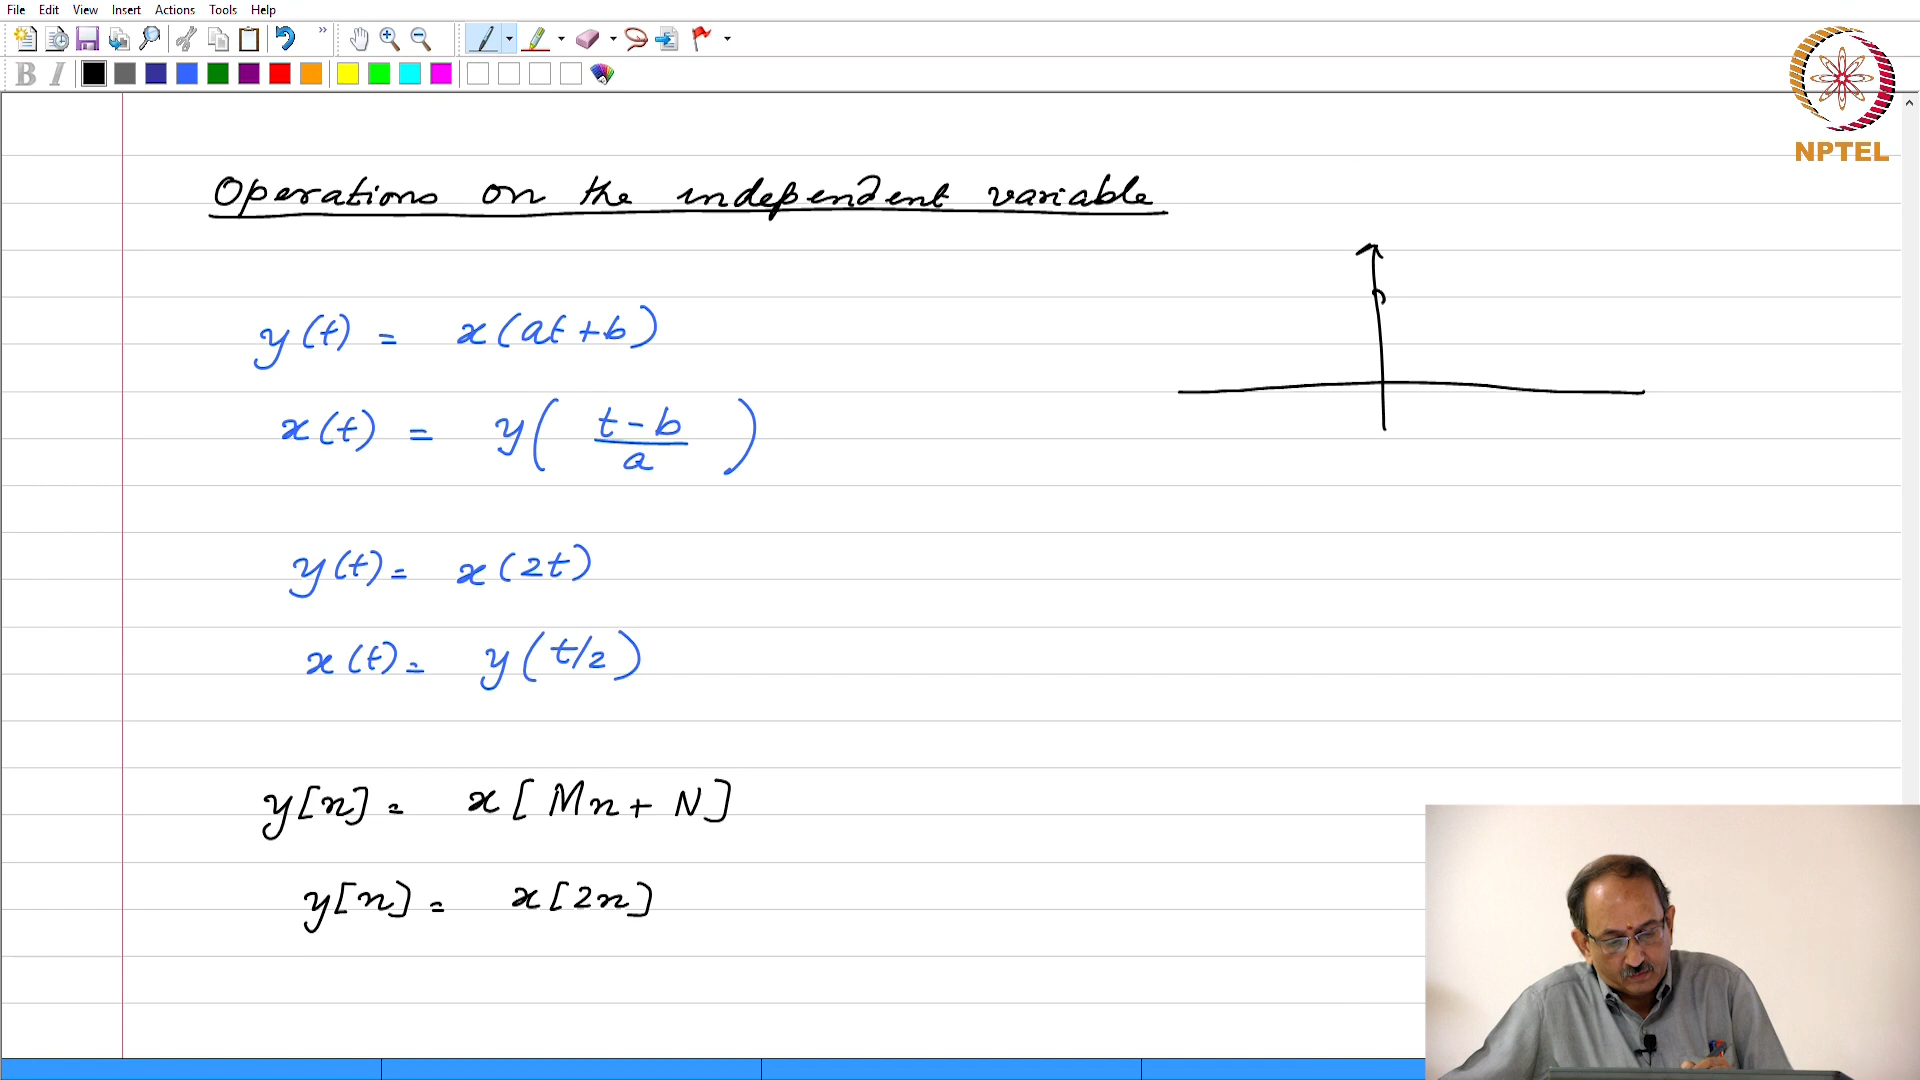 File Edit View Insert Actions Tools Help
»
B I
NPTEL
Operations on the independent variable
y(t) = x(at+b)
x(t) = y( t-b / a )
y(t) = x(2t)
x(t) = y(t/2)
y[n] = x[Mn+N]
y[n] = x[2n]